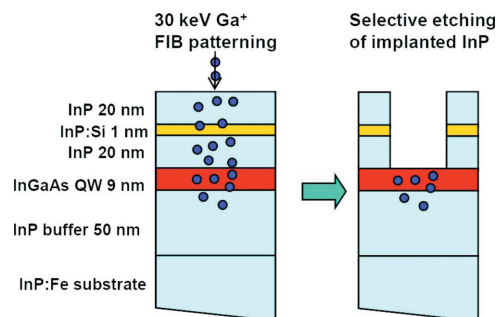 30 keV Ga⁺
FIB patterning
Selective etching
of implanted InP
InP 20 nm
InP:Si 1 nm
InP 20 nm
InGaAs QW 9 nm
InP buffer 50 nm
InP:Fe substrate